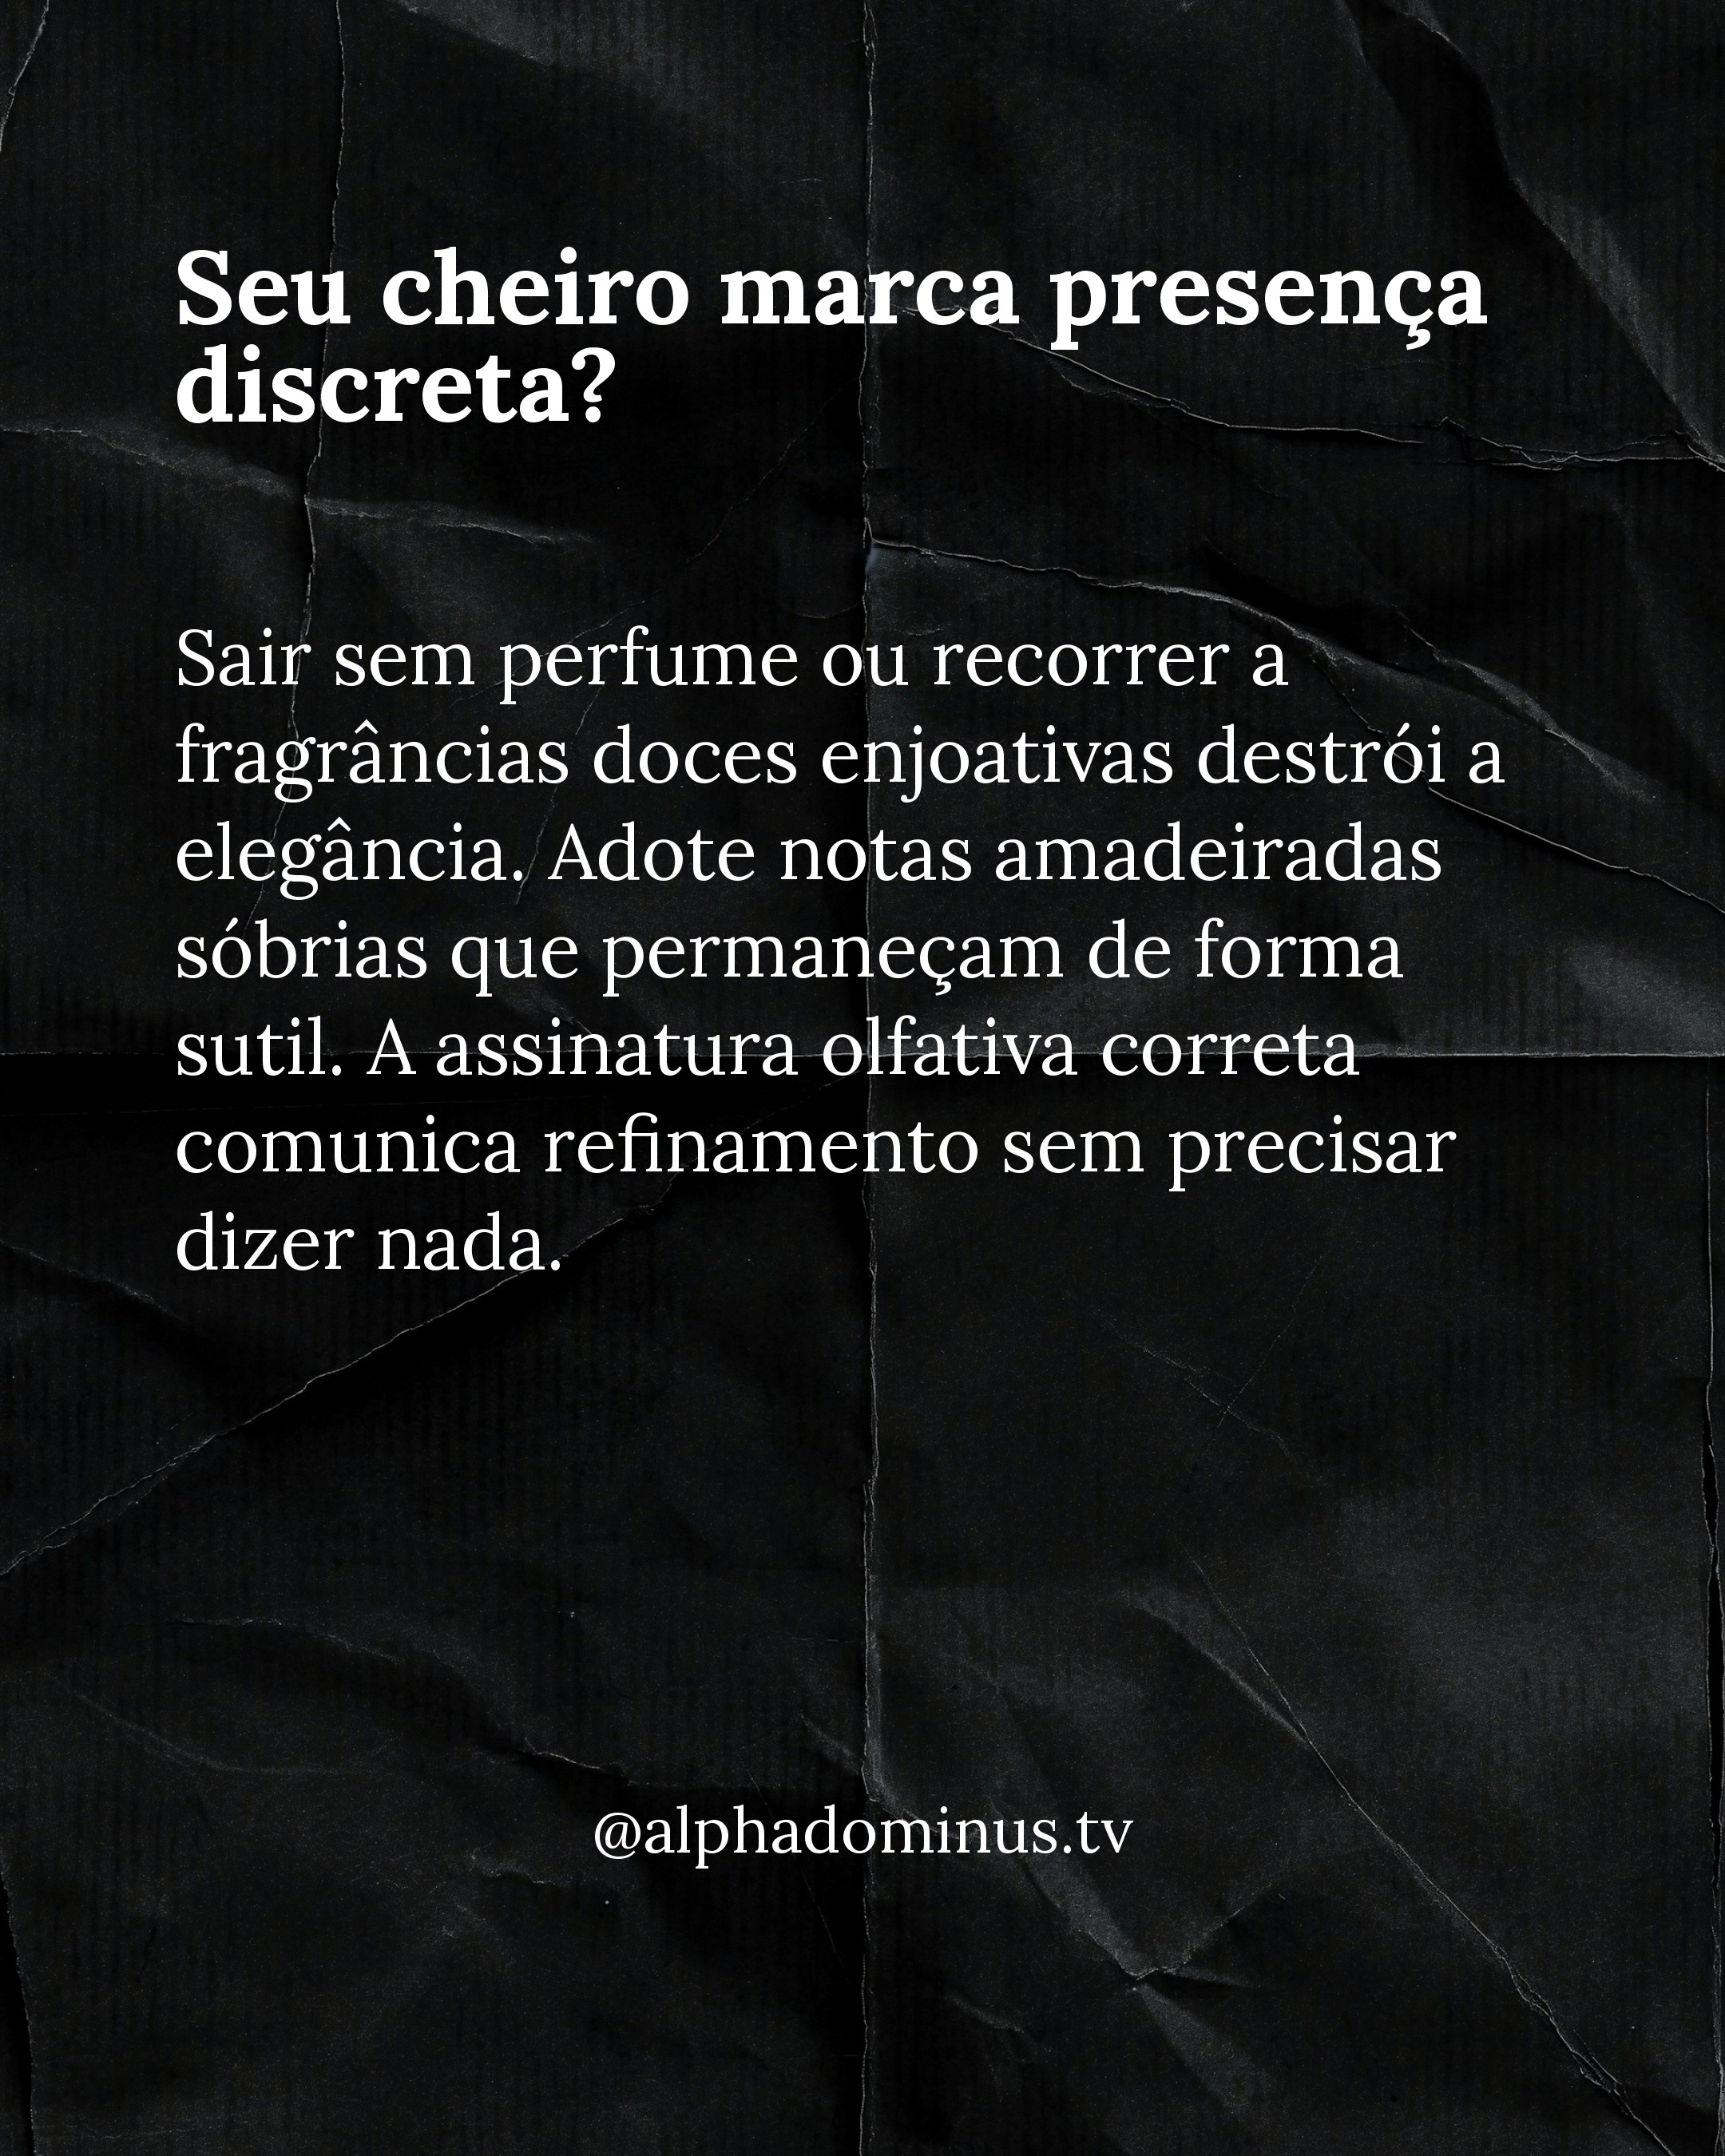 Seu cheiro marca presença
discreta?
Sair sem perfume ou recorrer a
fragrâncias doces enjoativas destrói a
elegância. Adote notas amadeiradas
sóbrias que permaneçam de forma
sutil. A assinatura olfativa correta
comunica refinamento sem precisar
dizer nada.
@alphadominus.tv